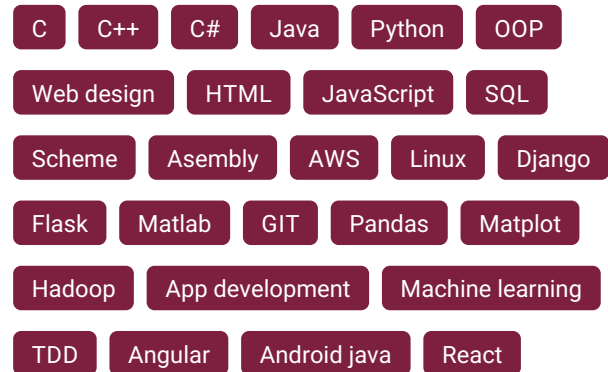 C C++ C# Java Python OOP
Web design HTML JavaScript SQL
Scheme Asembly AWS Linux Django
Flask Matlab GIT Pandas Matplot
Hadoop App development Machine learning
TDD Angular Android java React